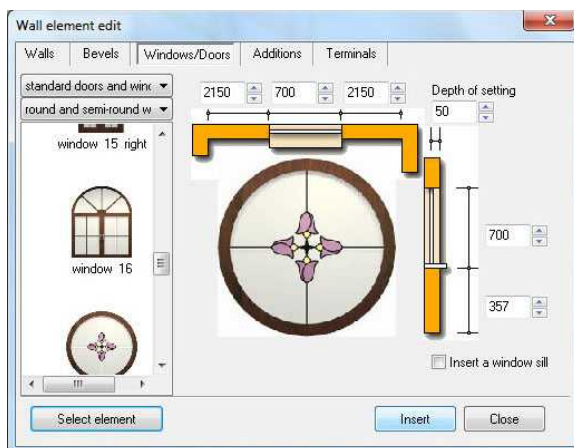 Wall element edit
Walls Bevels Windows/Doors Additions Terminals
standard doors and winc
round and semi-round w
2150 700 2150
Depth of setting
50
window 15 right
window 16
700
357
Insert a window sill
Select element Insert Close